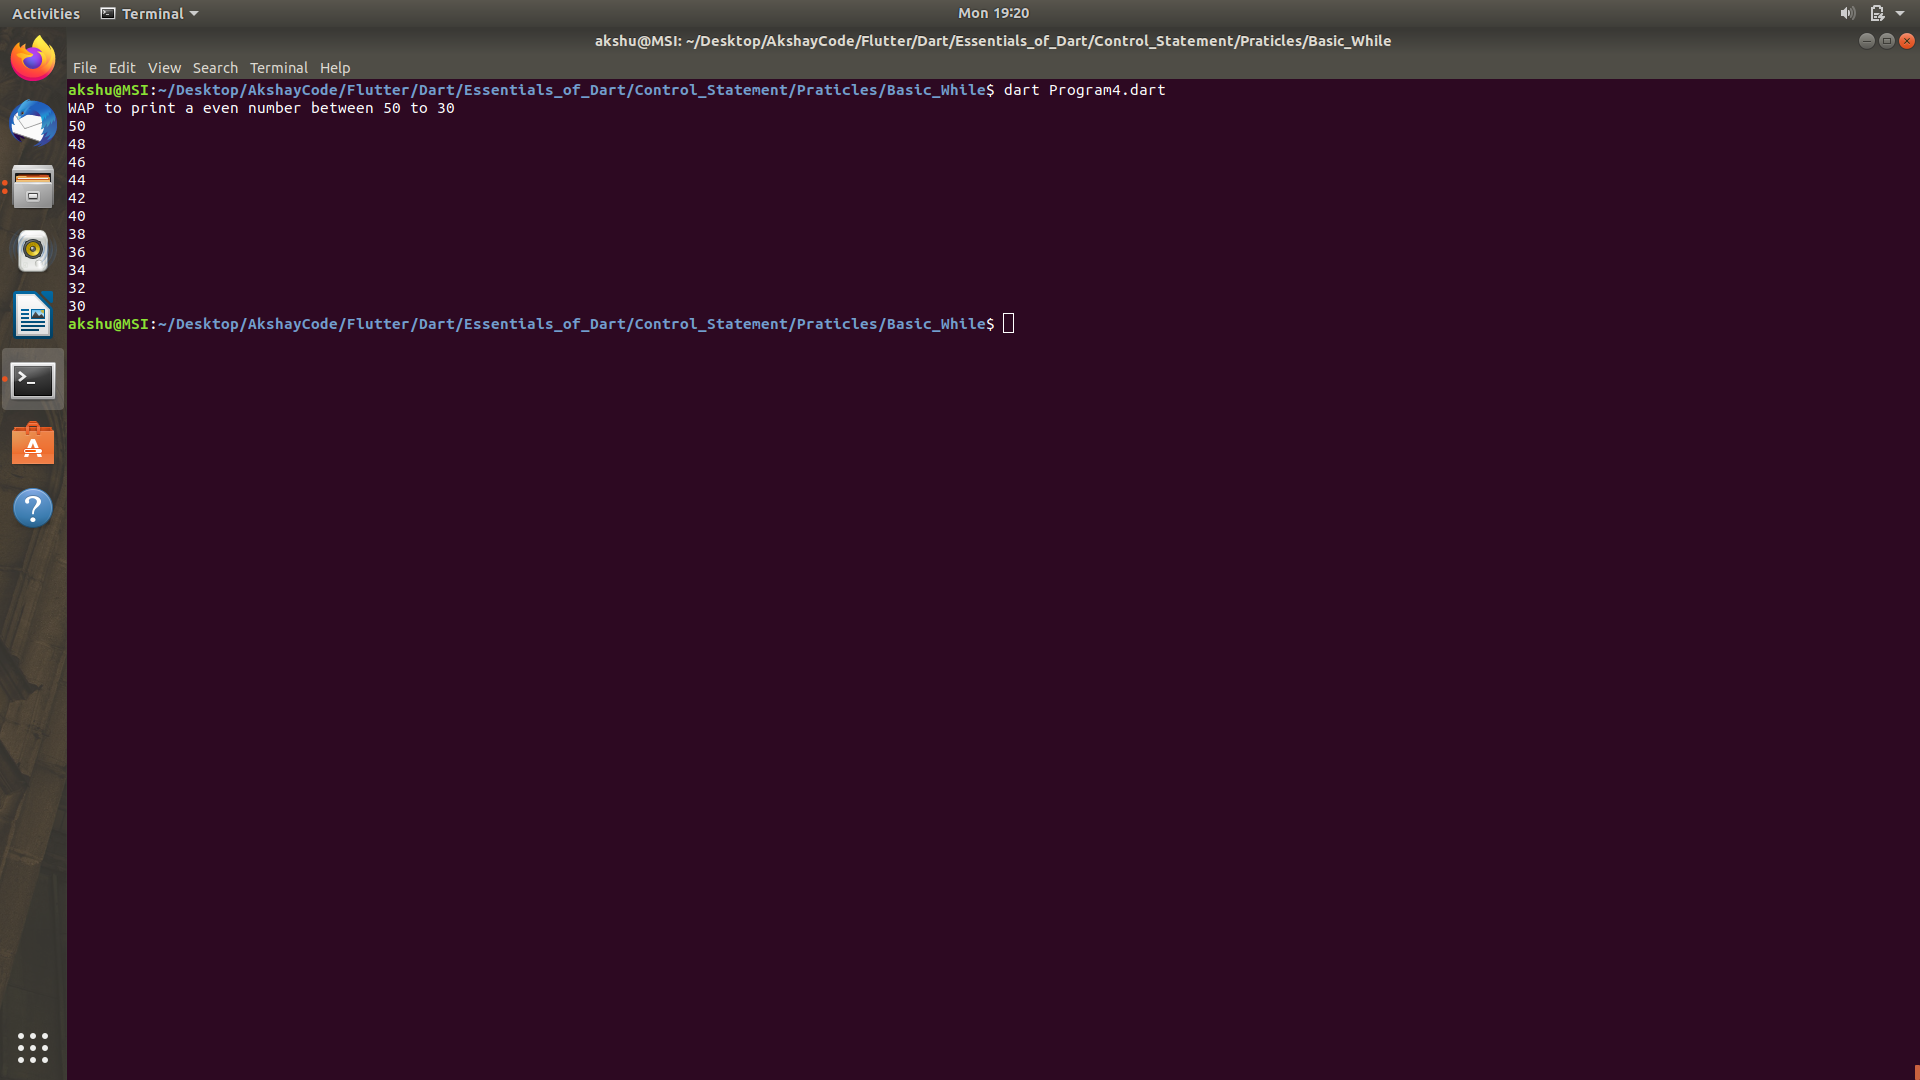 Activities Terminal Mon 19:20
akshu@MSI: ~/Desktop/AkshayCode/Flutter/Dart/Essentials_of_Dart/Control_Statement/Praticles/Basic_While
File Edit View Search Terminal Help
akshu@MSI:~/Desktop/AkshayCode/Flutter/Dart/Essentials_of_Dart/Control_Statement/Praticles/Basic_While$ dart Program4.dart
WAP to print a even number between 50 to 30
50
48
46
44
42
40
38
36
34
32
30
akshu@MSI:~/Desktop/AkshayCode/Flutter/Dart/Essentials_of_Dart/Control_Statement/Praticles/Basic_While$